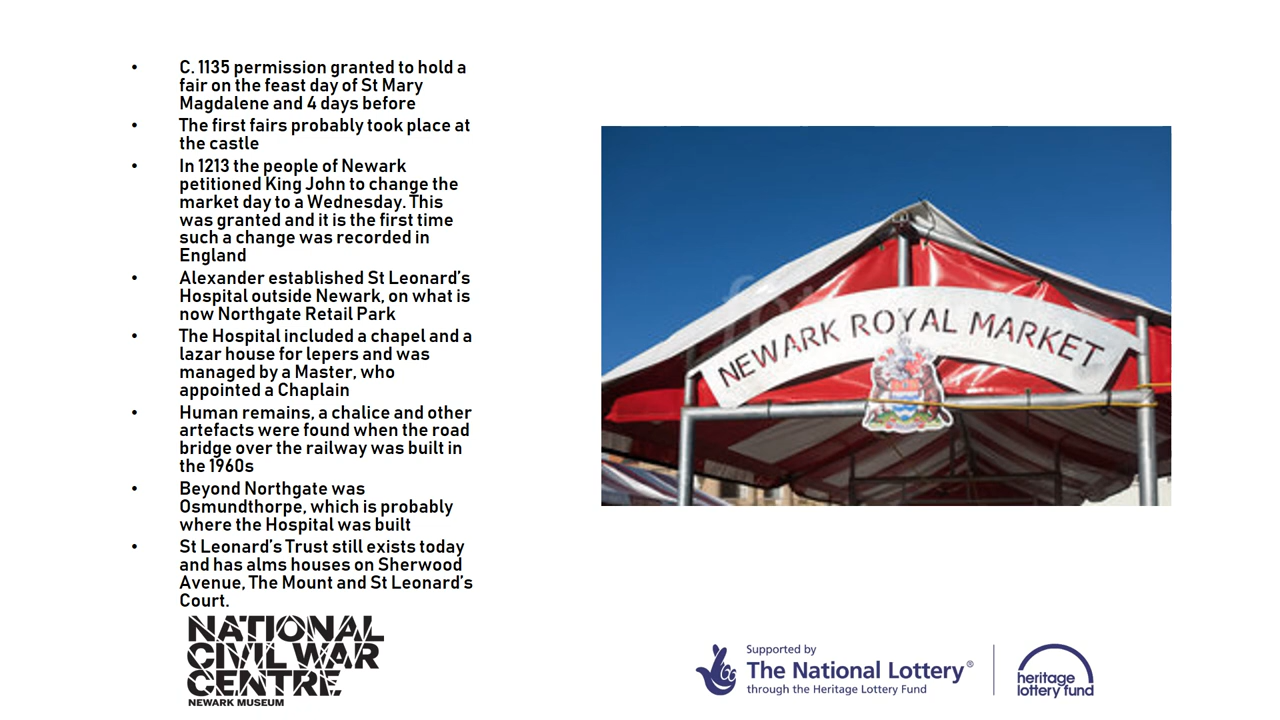 • C. 1135 permission granted to hold a
fair on the feast day of St Mary
Magdalene and 4 days before
• The first fairs probably took place at
the castle
• In 1213 the people of Newark
petitioned King John to change the
market day to a Wednesday. This
was granted and it is the first time
such a change was recorded in
England
• Alexander established St Leonard's
Hospital outside Newark, on what is
now Northgate Retail Park
• The Hospital included a chapel and a
lazar house for lepers and was
managed by a Master, who
appointed a Chaplain
• Human remains, a chalice and other
artefacts were found when the road
bridge over the railway was built in
the 1960s
• Beyond Northgate was
Osmundthorpe, which is probably
where the Hospital was built
• St Leonard's Trust still exists today
and has alms houses on Sherwood
Avenue, The Mount and St Leonard's
Court.
NEWARK ROYAL MARKET
NATIONAL
CIVIL WAR
CENTRE
NEWARK MUSEUM
Supported by
The National Lottery®
through the Heritage Lottery Fund
heritage
lottery fund